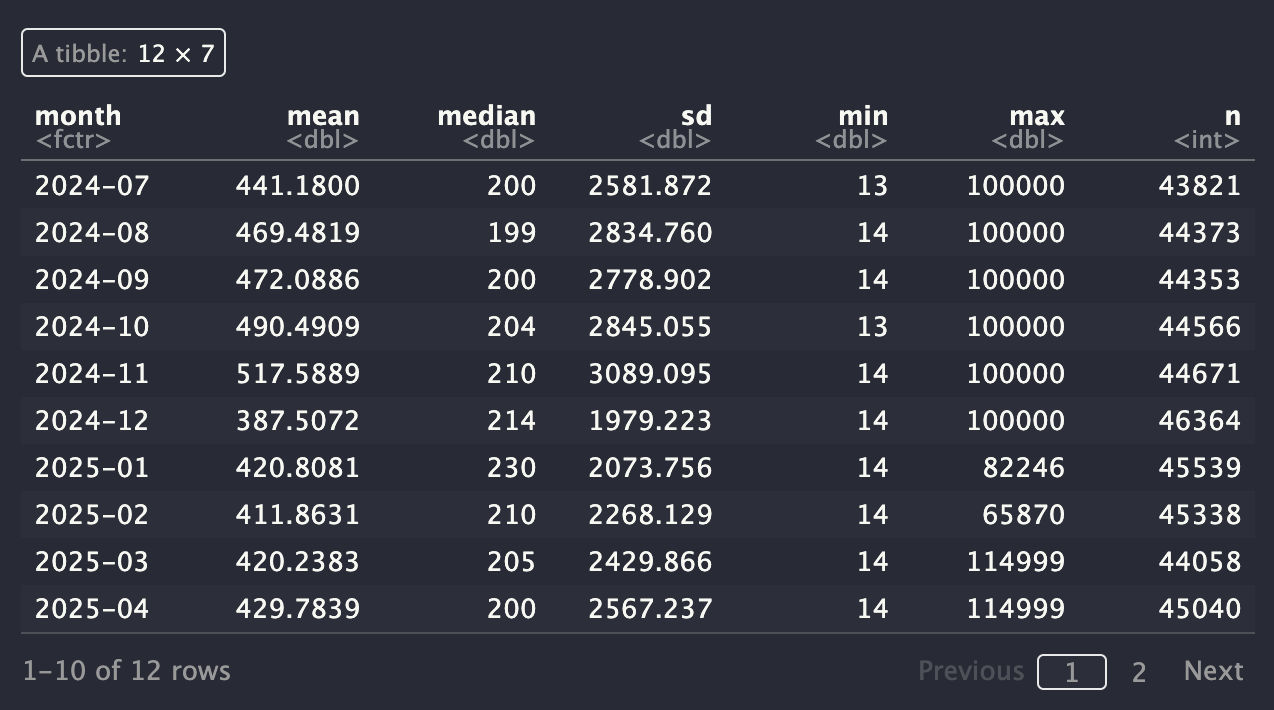 A tibble: 12 × 7
month mean median sd min max n
<fctr> <dbl> <dbl> <dbl> <dbl> <dbl> <int>
2024-07 441.1800 200 2581.872 13 100000 43821
2024-08 469.4819 199 2834.760 14 100000 44373
2024-09 472.0886 200 2778.902 14 100000 44353
2024-10 490.4909 204 2845.055 13 100000 44566
2024-11 517.5889 210 3089.095 14 100000 44671
2024-12 387.5072 214 1979.223 14 100000 46364
2025-01 420.8081 230 2073.756 14 82246 45539
2025-02 411.8631 210 2268.129 14 65870 45338
2025-03 420.2383 205 2429.866 14 114999 44058
2025-04 429.7839 200 2567.237 14 114999 45040
1-10 of 12 rows Previous 1 2 Next